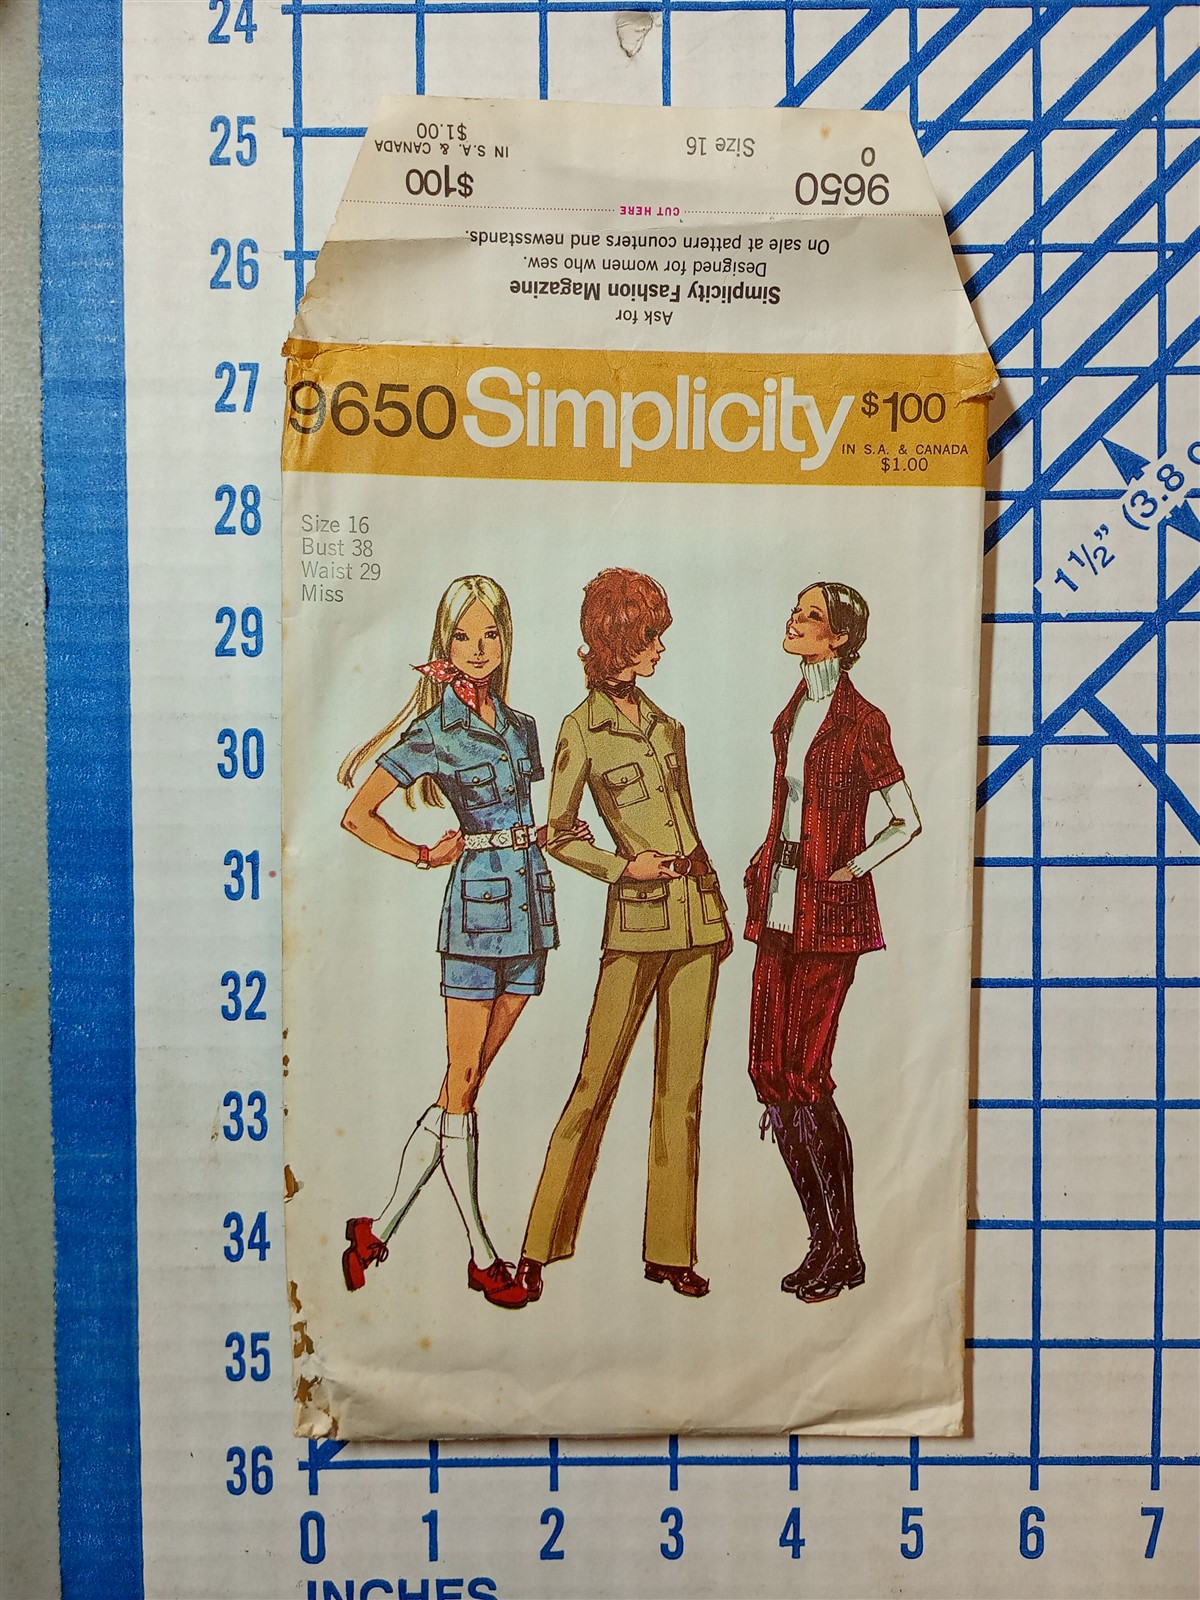 24
25
26
27
28
29
30
31
32
33
34
35
36
0 1 2 3 4 5 6 7
INCHES
1 1/2" (3.8
9650
0
Size 16
$100
IN S.A. & CANADA
$1.00
CUT HERE
Ask for
Simplicity Fashion Magazine
Designed for women who sew.
On sale at pattern counters and newsstands.
9650 Simplicity $100
IN S.A. & CANADA
$1.00
Size 16
Bust 38
Waist 29
Miss